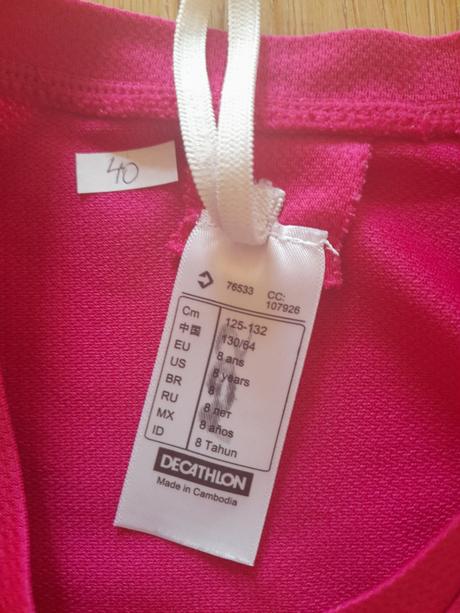 40
76533 CC:
107926
Cm 125-132
中国 130/64
EU 8 ans
US 8 years
BR 8
RU 8 лет
MX 8 años
ID 8 Tahun
DECATHLON
Made in Cambodia